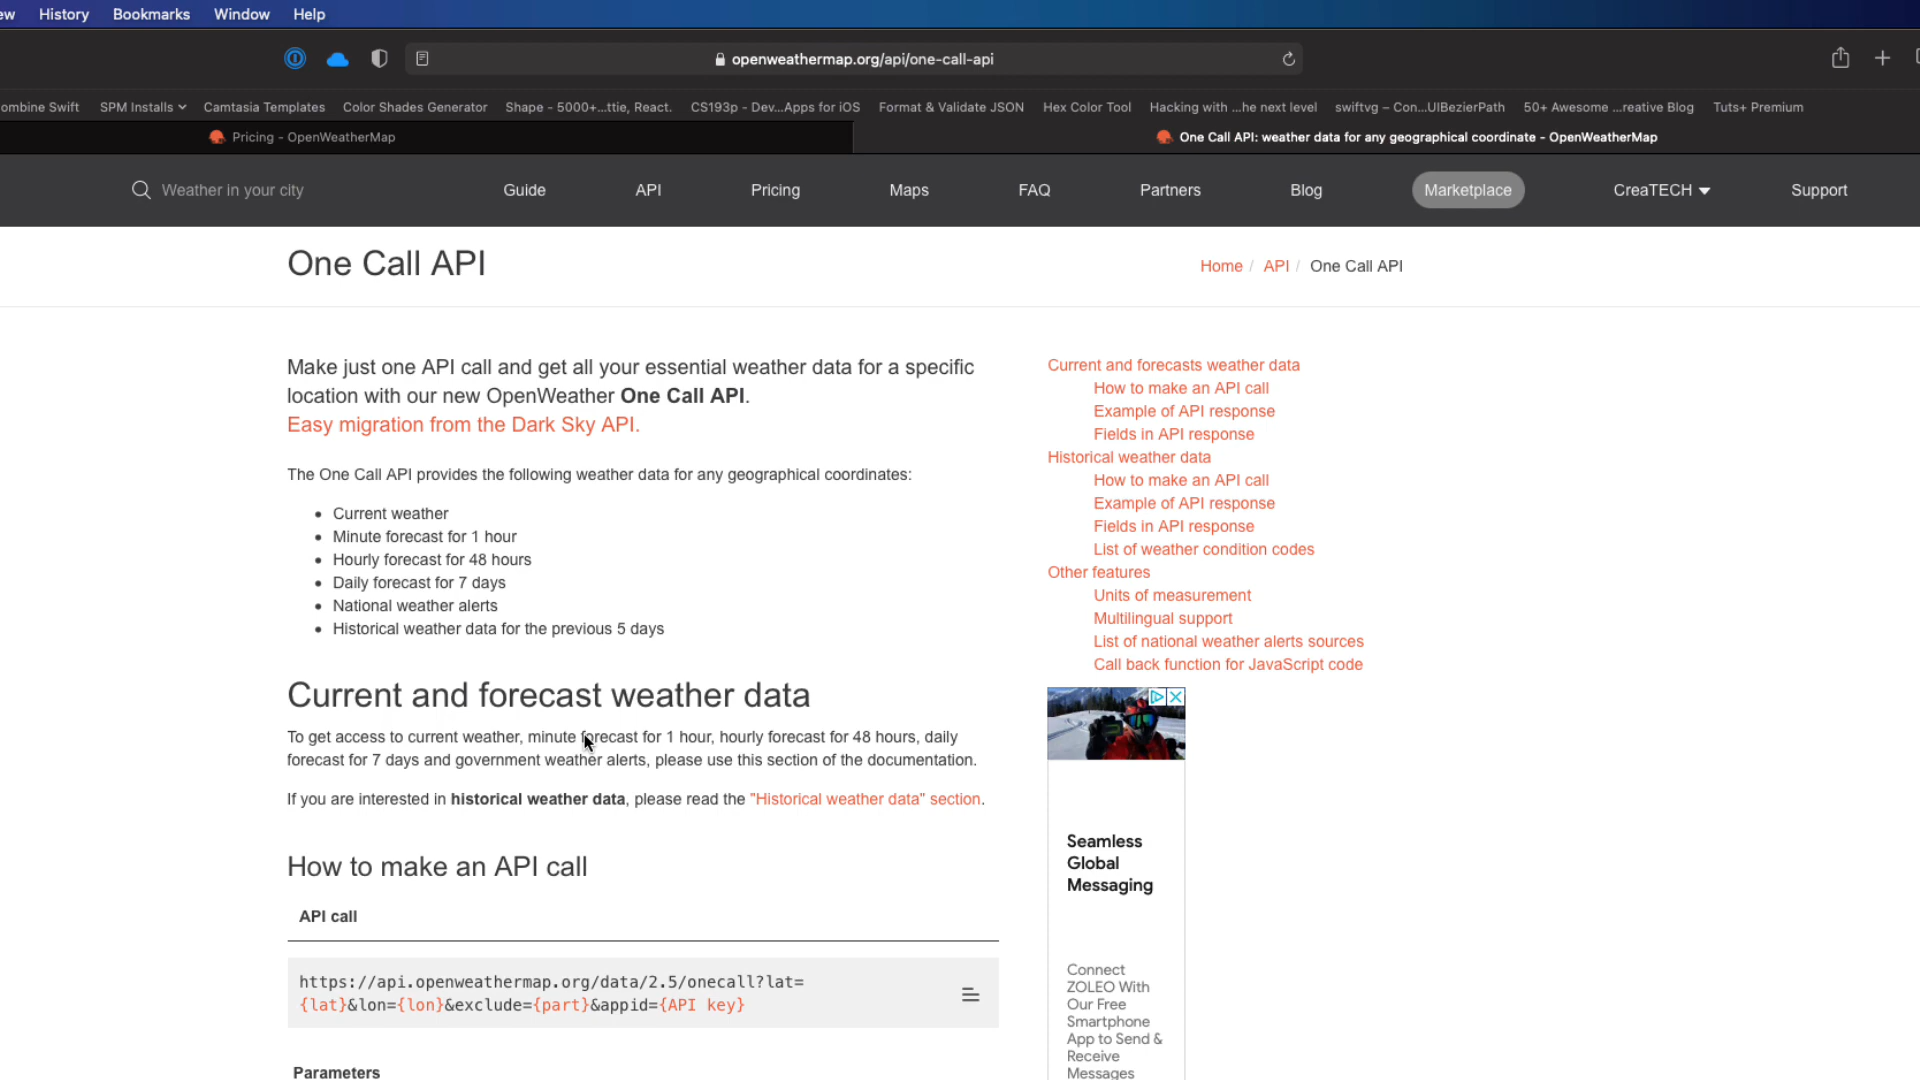 ew History Bookmarks Window Help
openweathermap.org/api/one-call-api
ombine Swift SPM Installs Camtasia Templates Color Shades Generator Shape - 5000+...ttie, React. CS193p - Dev...Apps for iOS Format & Validate JSON Hex Color Tool Hacking with ...he next level swiftvg – Con...UIBezierPath 50+ Awesome ...reative Blog Tuts+ Premium
Pricing - OpenWeatherMap One Call API: weather data for any geographical coordinate - OpenWeatherMap
Weather in your city Guide API Pricing Maps FAQ Partners Blog Marketplace CreaTECH Support
One Call API
Home / API / One Call API
Make just one API call and get all your essential weather data for a specific
location with our new OpenWeather One Call API.
Easy migration from the Dark Sky API.
The One Call API provides the following weather data for any geographical coordinates:
• Current weather
• Minute forecast for 1 hour
• Hourly forecast for 48 hours
• Daily forecast for 7 days
• National weather alerts
• Historical weather data for the previous 5 days
Current and forecast weather data
To get access to current weather, minute forecast for 1 hour, hourly forecast for 48 hours, daily
forecast for 7 days and government weather alerts, please use this section of the documentation.
If you are interested in historical weather data, please read the "Historical weather data" section.
How to make an API call
API call
https://api.openweathermap.org/data/2.5/onecall?lat=
{lat}&lon={lon}&exclude={part}&appid={API key}
Parameters
Current and forecasts weather data
How to make an API call
Example of API response
Fields in API response
Historical weather data
How to make an API call
Example of API response
Fields in API response
List of weather condition codes
Other features
Units of measurement
Multilingual support
List of national weather alerts sources
Call back function for JavaScript code
Seamless
Global
Messaging
Connect
ZOLEO With
Our Free
Smartphone
App to Send &
Receive
Messages